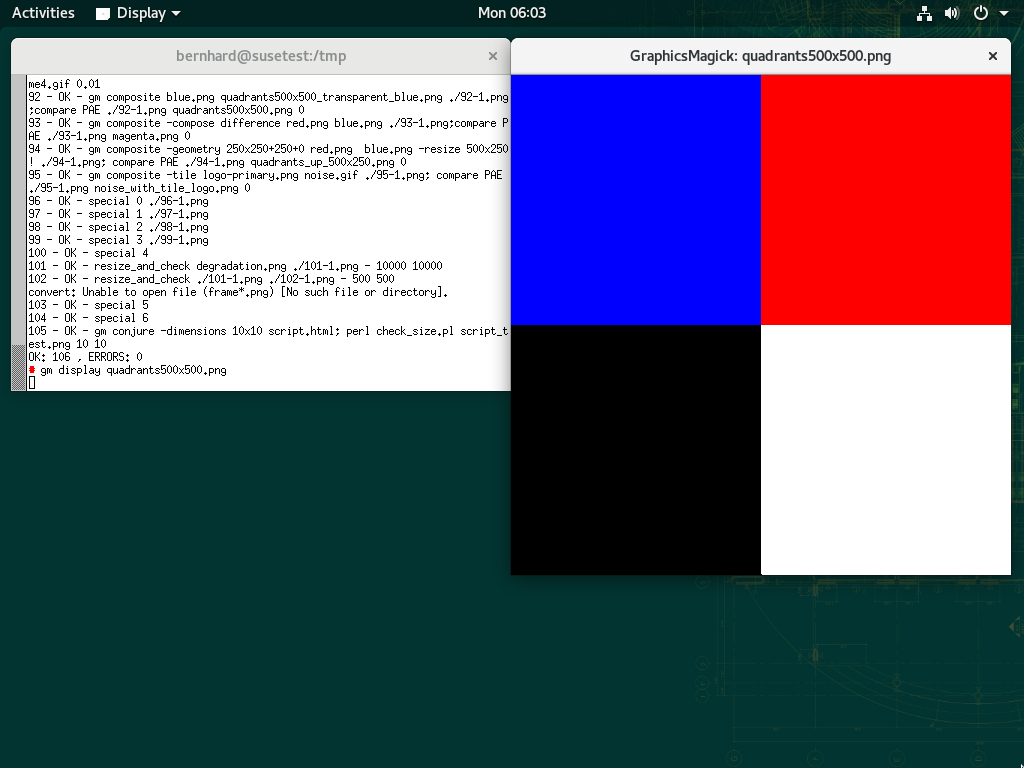 Activities Display Mon 06:03
bernhard@susetest:/tmp
me4.gif 0.01
92 - OK - gm composite blue.png quadrants500x500_transparent_blue.png ./92-1.png
;compare PAE ./92-1.png quadrants500x500.png 0
93 - OK - gm composite -compose difference red.png blue.png ./93-1.png;compare P
AE ./93-1.png magenta.png 0
94 - OK - gm composite -geometry 250x250+250+0 red.png  blue.png -resize 500x250
! ./94-1.png; compare PAE ./94-1.png quadrants_up_500x250.png 0
95 - OK - gm composite -tile logo-primary.png noise.gif ./95-1.png; compare PAE
./95-1.png noise_with_tile_logo.png 0
96 - OK - special 0 ./96-1.png
97 - OK - special 1 ./97-1.png
98 - OK - special 2 ./98-1.png
99 - OK - special 3 ./99-1.png
100 - OK - special 4
101 - OK - resize_and_check degradation.png ./101-1.png - 10000 10000
102 - OK - resize_and_check ./101-1.png ./102-1.png - 500 500
convert: Unable to open file (frame*.png) [No such file or directory].
103 - OK - special 5
104 - OK - special 6
105 - OK - gm conjure -dimensions 10x10 script.html; perl check_size.pl script_t
est.png 10 10
OK: 106 , ERRORS: 0
gm display quadrants500x500.png
GraphicsMagick: quadrants500x500.png